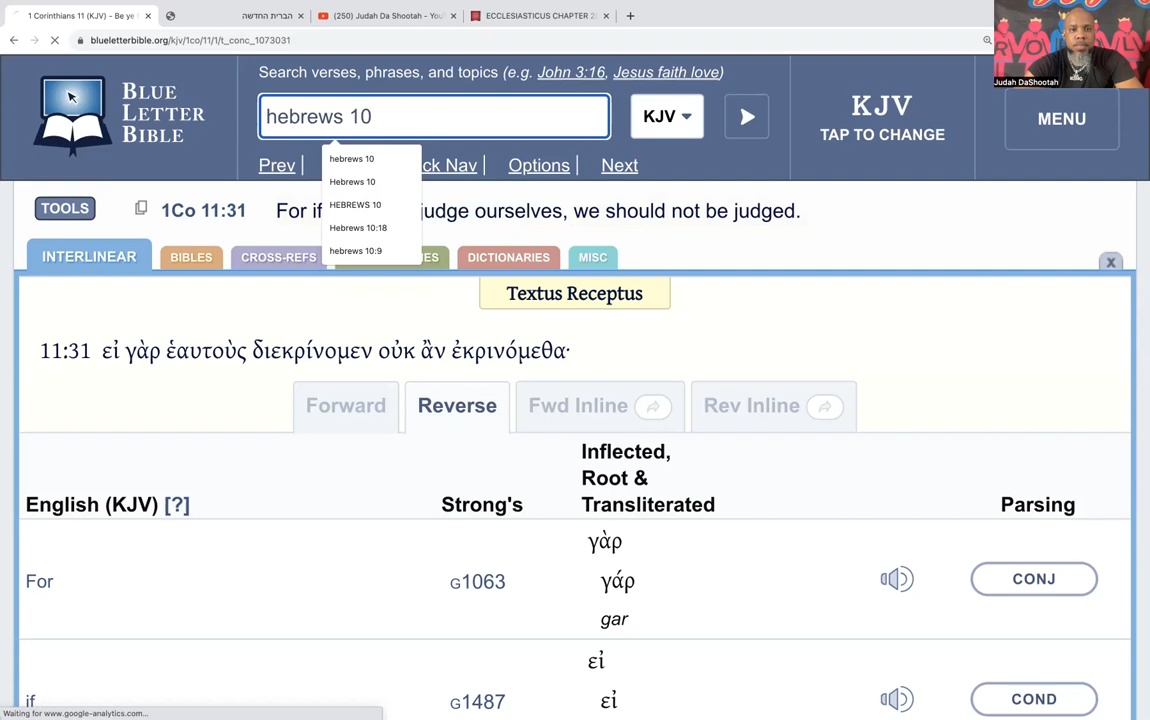 1 Corinthians 11 (KJV) - Be ye
הברית החדשה
(250) Judah Da Shootah - You
ECCLESIASTICUS CHAPTER 2
blueletterbible.org/kjv/1co/11/1/t_conc_1073031
Judah DaShootah
BLUE
LETTER
BIBLE
Search verses, phrases, and topics (e.g. John 3:16, Jesus faith love)
hebrews 10
KJV
KJV
TAP TO CHANGE
MENU
Prev |
ck Nav |
Options |
Next
hebrews 10
Hebrews 10
HEBREWS 10
Hebrews 10:18
hebrews 10:9
TOOLS
1Co 11:31
For if
judge ourselves, we should not be judged.
INTERLINEAR
BIBLES
CROSS-REFS
IES
DICTIONARIES
MISC
X
Textus Receptus
11:31 εἰ γὰρ ἑαυτοὺς διεκρίνομεν οὐκ ἂν ἐκρινόμεθα·
Forward
Reverse
Fwd Inline
Rev Inline
English (KJV) [?]
Strong's
Inflected,
Root &
Transliterated
Parsing
For
G1063
γὰρ
γάρ
gar
CONJ
if
G1487
εἰ
εἰ
COND
Waiting for www.google-analytics.com...